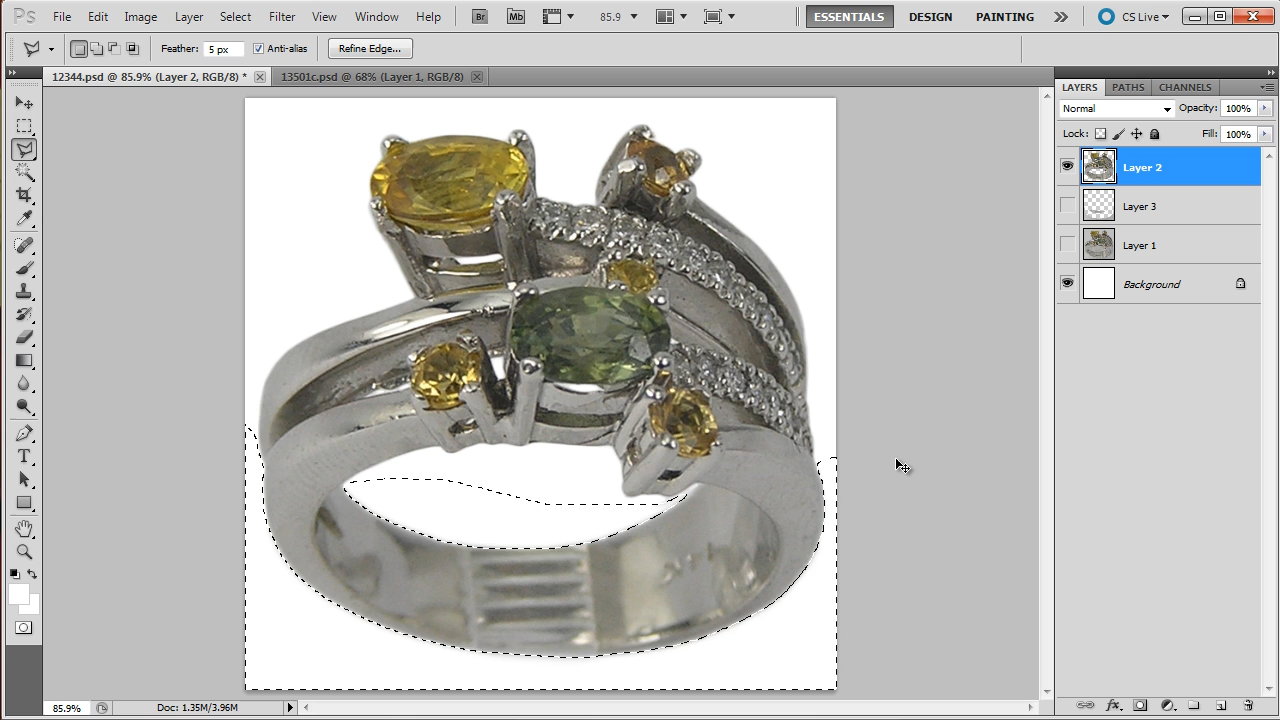 Ps File Edit Image Layer Select Filter View Window Help Br Mb 85.9 ESSENTIALS DESIGN PAINTING CS Live
Feather: 5 px Anti-alias Refine Edge...
12344.psd @ 85.9% (Layer 2, RGB/8) * 13501c.psd @ 68% (Layer 1, RGB/8)
LAYERS PATHS CHANNELS
Normal Opacity: 100%
Lock: Fill: 100%
Layer 2
Layer 3
Layer 1
Background
85.9% Doc: 1.35M/3.96M